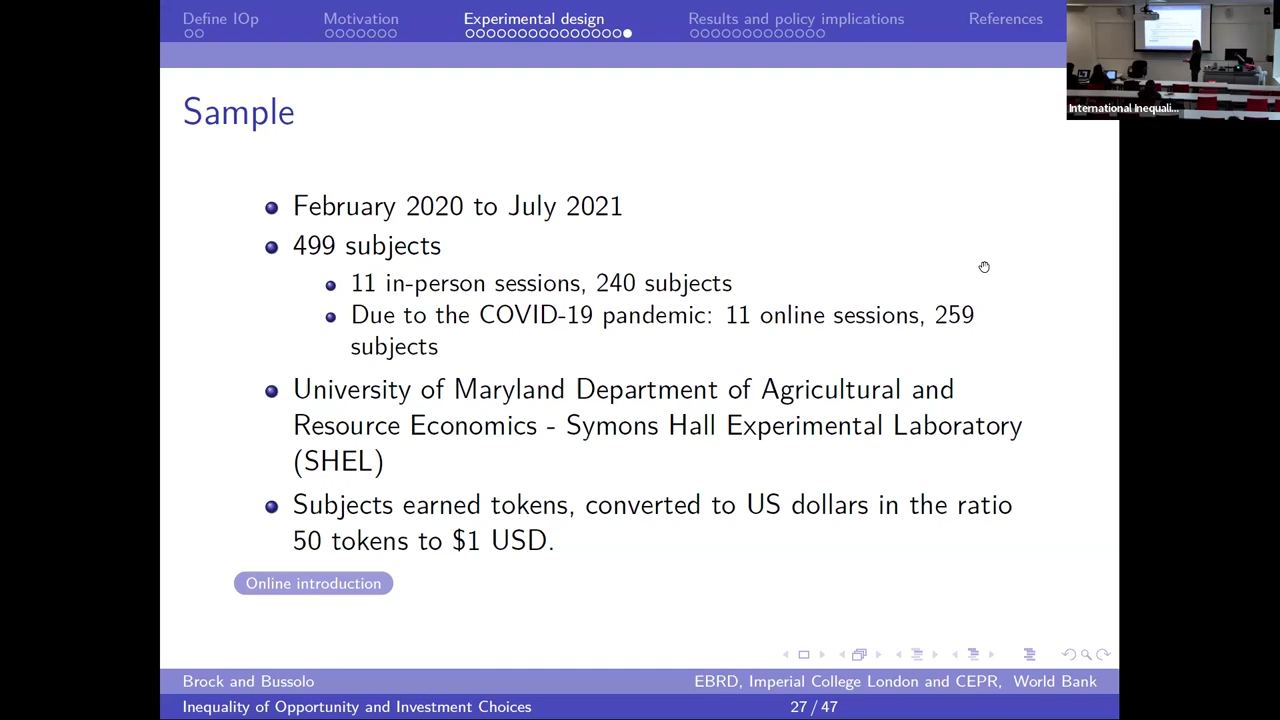 Define IOp
Motivation
Experimental design
Results and policy implications
References
International Inequali...
Sample
February 2020 to July 2021
499 subjects
11 in-person sessions, 240 subjects
Due to the COVID-19 pandemic: 11 online sessions, 259
subjects
University of Maryland Department of Agricultural and
Resource Economics - Symons Hall Experimental Laboratory
(SHEL)
Subjects earned tokens, converted to US dollars in the ratio
50 tokens to $1 USD.
Online introduction
Brock and Bussolo
EBRD, Imperial College London and CEPR, World Bank
Inequality of Opportunity and Investment Choices
27 / 47